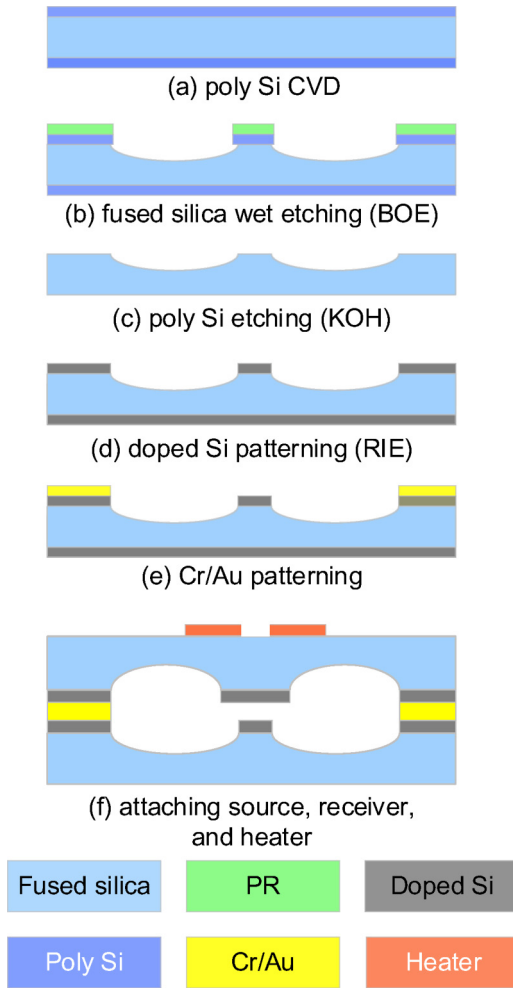 (a) poly Si CVD
(b) fused silica wet etching (BOE)
(c) poly Si etching (KOH)
(d) doped Si patterning (RIE)
(e) Cr/Au patterning
(f) attaching source, receiver,
and heater
Fused silica
PR
Doped Si
Poly Si
Cr/Au
Heater